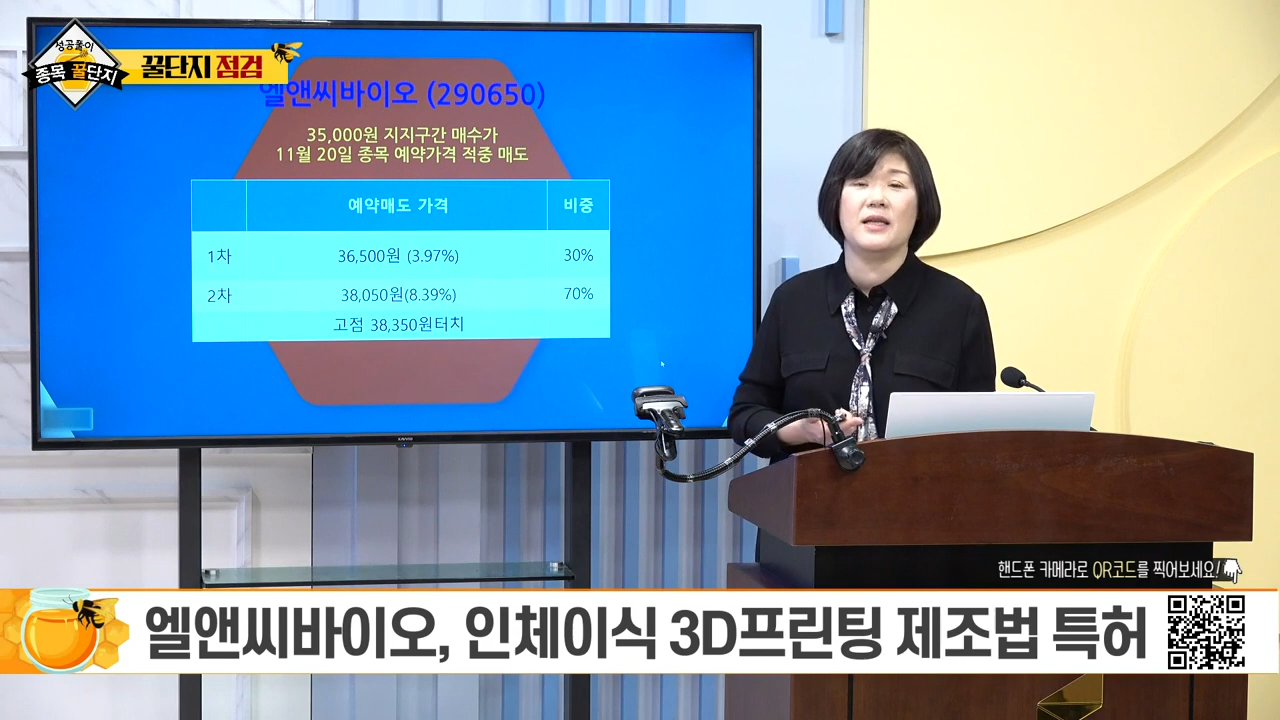 성공풀이
종목 꿀단지
꿀단지 점검
엘앤씨바이오 (290650)
35,000원 지지구간 매수가
11월 20일 종목 예약가격 적중 매도
예약매도 가격 비중
1차 36,500원 (3.97%) 30%
2차 38,050원(8.39%) 70%
고점 38,350원터치
핸드폰 카메라로 QR코드를 찍어보세요!
엘앤씨바이오, 인체이식 3D프린팅 제조법 특허